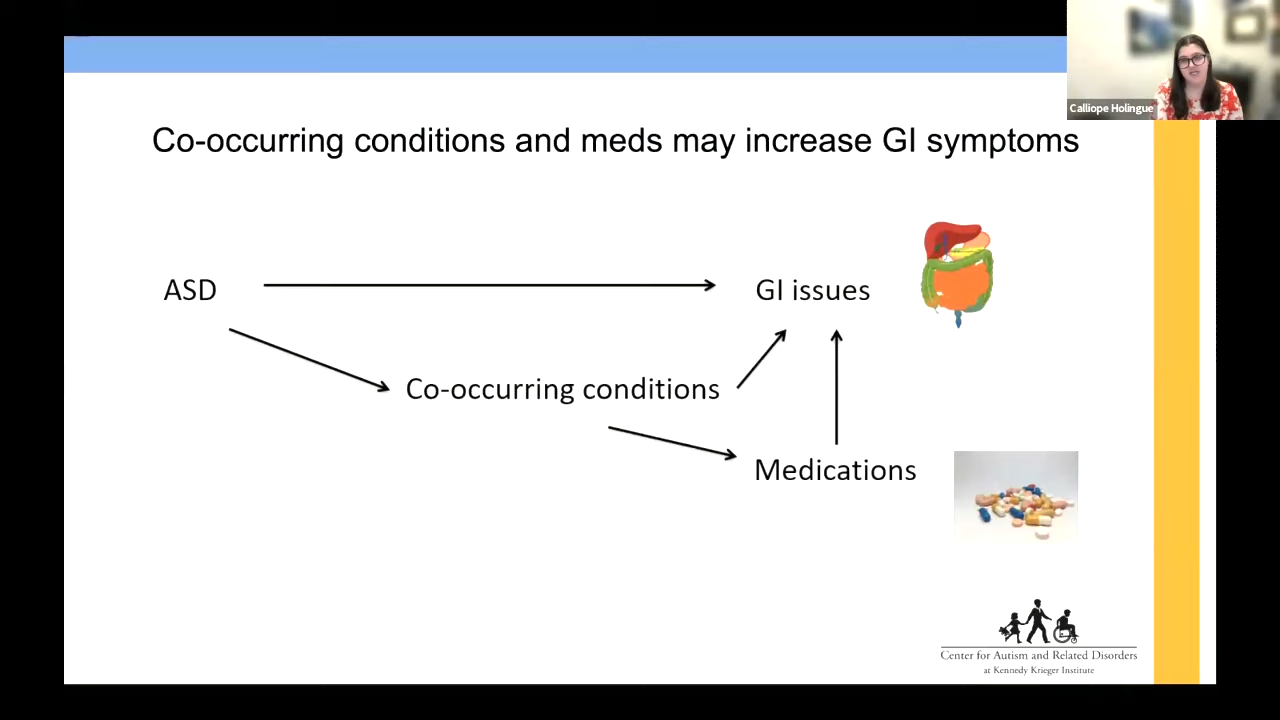 Calliope Holingue
Co-occurring conditions and meds may increase GI symptoms
ASD
GI issues
Co-occurring conditions
Medications
Center for Autism and Related Disorders
at Kennedy Krieger Institute